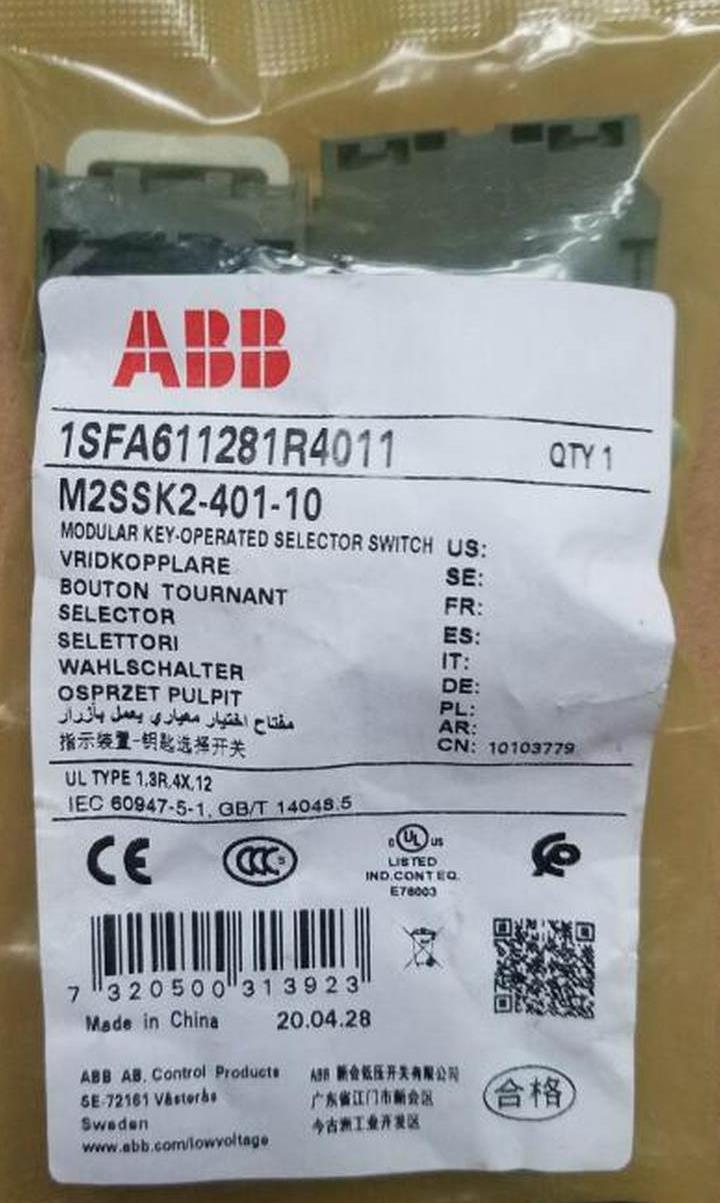 ABB
1SFA611281R4011 QTY 1
M2SSK2-401-10
MODULAR KEY-OPERATED SELECTOR SWITCH US:
VRIDKOPPLARE SE:
BOUTON TOURNANT FR:
SELECTOR ES:
SELETTORI IT:
WAHLSCHALTER DE:
OSPRZET PULPIT PL:
مفتاح اختيار معياري يعمل بأزرار AR:
指示装置-钥匙选择开关 CN: 10103779
UL TYPE 1,3R,4X,12
IEC 60947-5-1, GB/T 14048.5
CE CCC S C UL US
LISTED
IND.CONT EQ.
E76003
7 320500 313923
Made in China 20.04.28
ABB AB, Control Products ABB 新会低压开关有限公司
SE-72161 Västerås 广东省江门市新会区
Sweden 今古洲工业开发区
www.abb.com/lowvoltage
合格